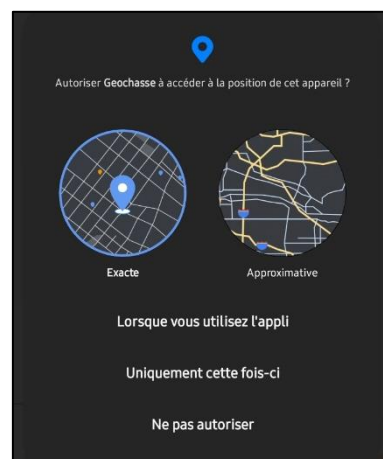 Autoriser Geochasse à accéder à la position de cet appareil ?
Exacte
Approximative
Lorsque vous utilisez l'appli
Uniquement cette fois-ci
Ne pas autoriser